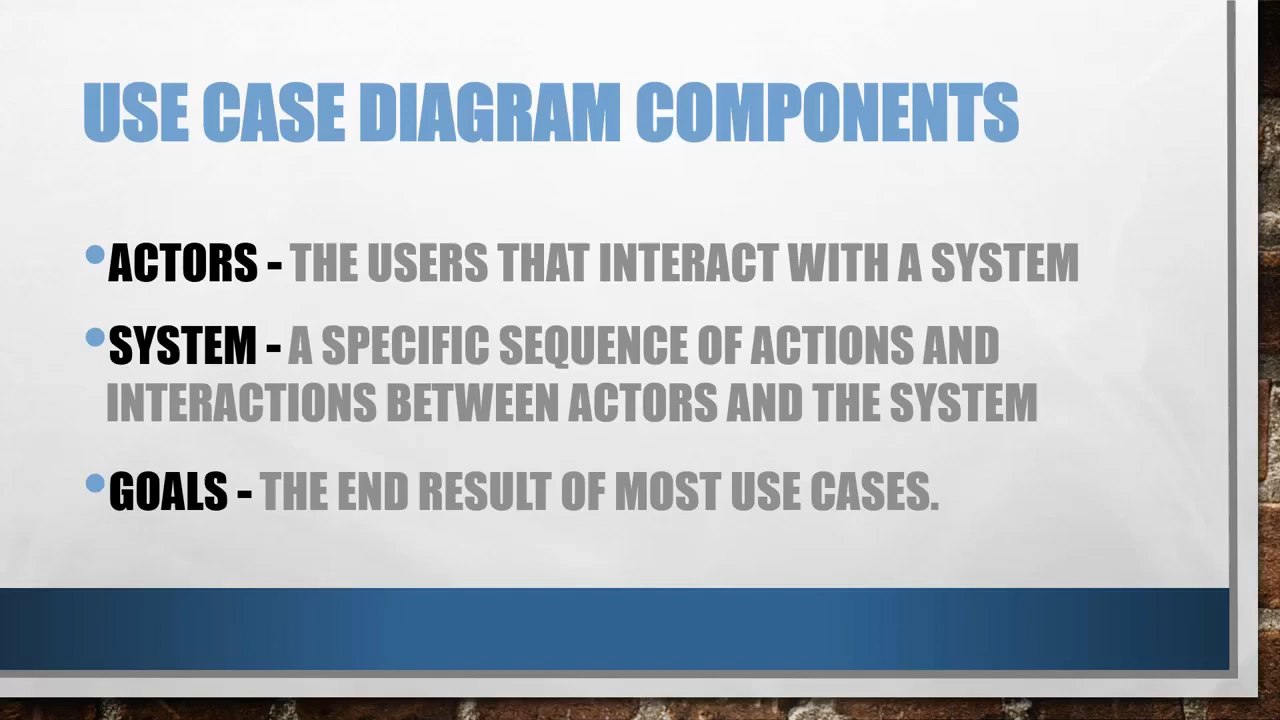 USE CASE DIAGRAM COMPONENTS
•ACTORS - THE USERS THAT INTERACT WITH A SYSTEM
•SYSTEM - A SPECIFIC SEQUENCE OF ACTIONS AND
INTERACTIONS BETWEEN ACTORS AND THE SYSTEM
•GOALS - THE END RESULT OF MOST USE CASES.